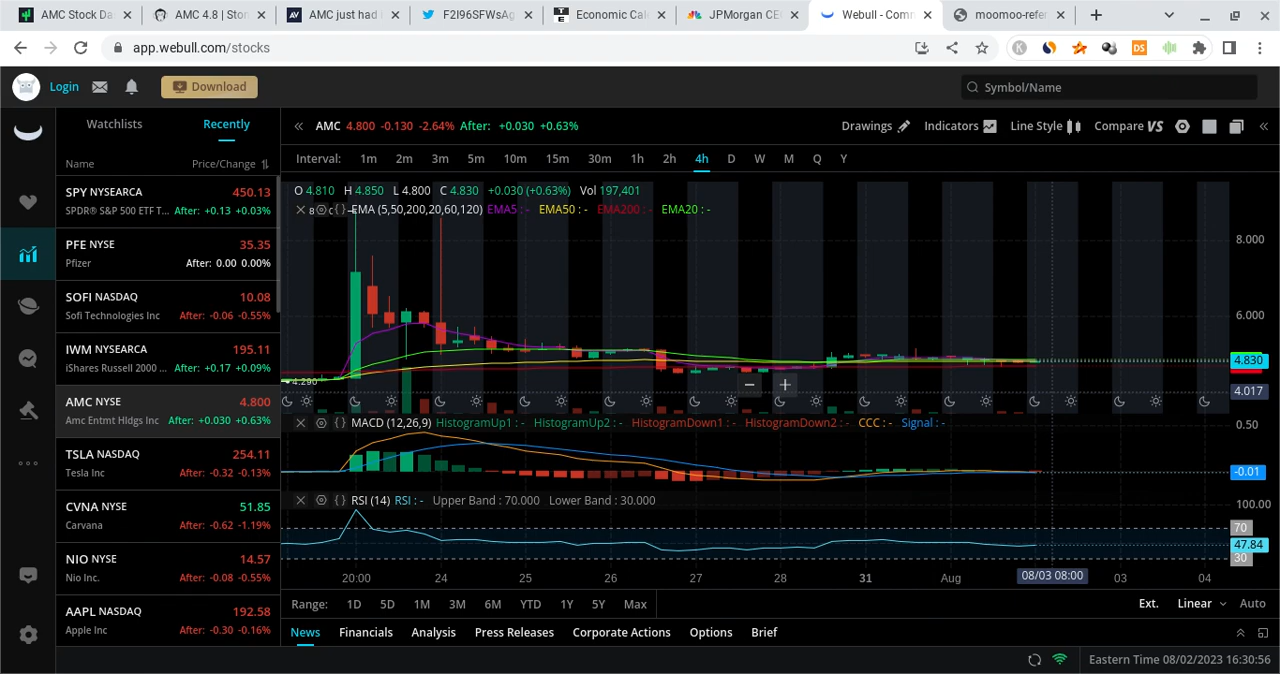 AMC Stock Da
AMC 4.8 | Ston
AMC just had
F2I96SFWsAg
Economic Cale
JPMorgan CE
Webull - Comm
moomoo-refer
app.webull.com/stocks
Login
Download
Symbol/Name
Watchlists
Recently
AMC 4.800 -0.130 -2.64% After: +0.030 +0.63%
Drawings
Indicators
Line Style
Compare VS
Name
Price/Change
Interval: 1m 2m 3m 5m 10m 15m 30m 1h 2h 4h D W M Q Y
SPY NYSEARCA 450.13
SPDR® S&P 500 ETF T... After: +0.13 +0.03%
PFE NYSE 35.35
Pfizer After: 0.00 0.00%
SOFI NASDAQ 10.08
Sofi Technologies Inc After: -0.06 -0.55%
IWM NYSEARCA 195.11
iShares Russell 2000 ... After: +0.17 +0.09%
AMC NYSE 4.800
Amc Entmt Hldgs Inc After: +0.030 +0.63%
TSLA NASDAQ 254.11
Tesla Inc After: -0.32 -0.13%
CVNA NYSE 51.85
Carvana After: -0.62 -1.19%
NIO NYSE 14.57
Nio Inc. After: -0.08 -0.55%
AAPL NASDAQ 192.58
Apple Inc After: -0.30 -0.16%
O 4.810 H 4.850 L 4.800 C 4.830 +0.030 (+0.63%) Vol 197,401
EMA (5,50,200,20,60,120) EMA5 : - EMA50 : - EMA200 : - EMA20 : -
8.000
6.000
4.830
4.290
4.017
MACD (12,26,9) HistogramUp1 : - HistogramUp2 : - HistogramDown1 : - HistogramDown2 : - CCC : - Signal : -
0.50
-0.01
RSI (14) RSI : - Upper Band : 70.000 Lower Band : 30.000
100.00
70
47.84
30
20:00 24 25 26 27 28 31 Aug 08/03 08:00 03 04
Range: 1D 5D 1M 3M 6M YTD 1Y 5Y Max
Ext. Linear Auto
News Financials Analysis Press Releases Corporate Actions Options Brief
Eastern Time 08/02/2023 16:30:56